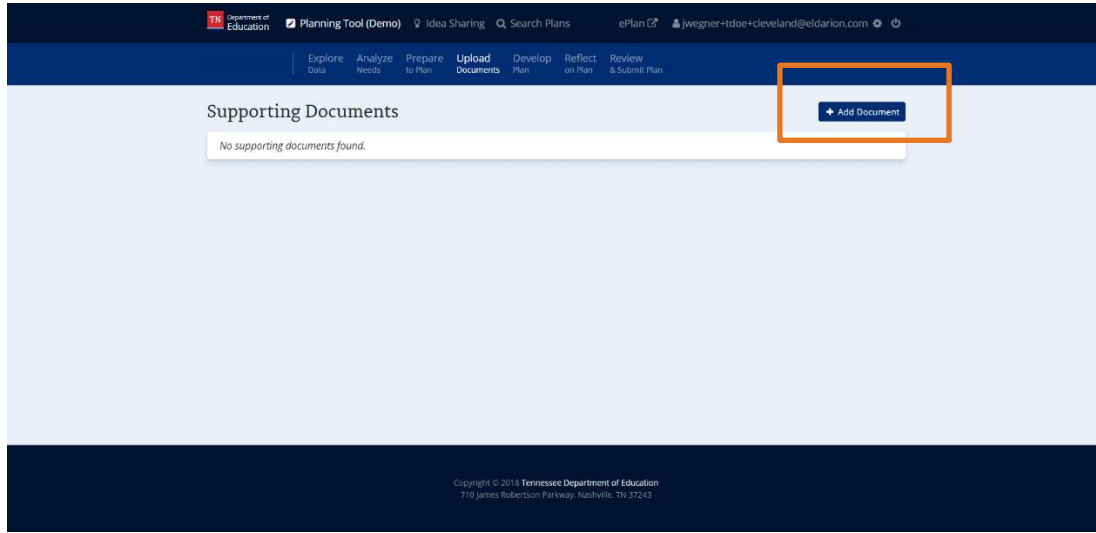 TN Department of Education Planning Tool (Demo) Idea Sharing Search Plans ePlan jwegner+tdoe+cleveland@eldarion.com
Explore Data Analyze Needs Prepare to Plan Upload Documents Develop Plan Reflect on Plan Review & Submit Plan
Supporting Documents + Add Document
No supporting documents found.
Copyright © 2018 Tennessee Department of Education
710 James Robertson Parkway, Nashville, TN 37243